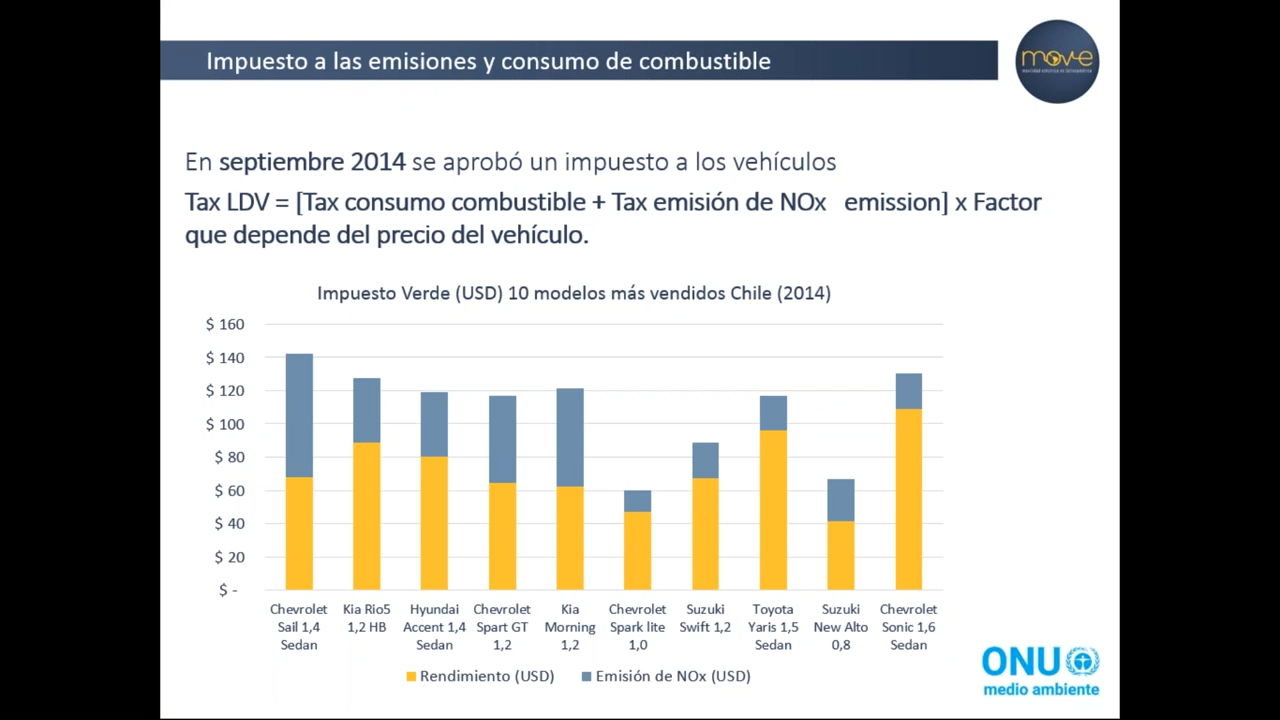 Impuesto a las emisiones y consumo de combustible
mov-e
movilidad eléctrica en latinoamérica
En septiembre 2014 se aprobó un impuesto a los vehículos
Tax LDV = [Tax consumo combustible + Tax emisión de NOx emission] x Factor
que depende del precio del vehículo.
Impuesto Verde (USD) 10 modelos más vendidos Chile (2014)
$ 160
$ 140
$ 120
$ 100
$ 80
$ 60
$ 40
$ 20
$ -
Chevrolet Sail 1,4 Sedan
Kia Rio5 1,2 HB
Hyundai Accent 1,4 Sedan
Chevrolet Spart GT 1,2
Kia Morning 1,2
Chevrolet Spark lite 1,0
Suzuki Swift 1,2
Toyota Yaris 1,5 Sedan
Suzuki New Alto 0,8
Chevrolet Sonic 1,6 Sedan
Rendimiento (USD)
Emisión de NOx (USD)
ONU
medio ambiente